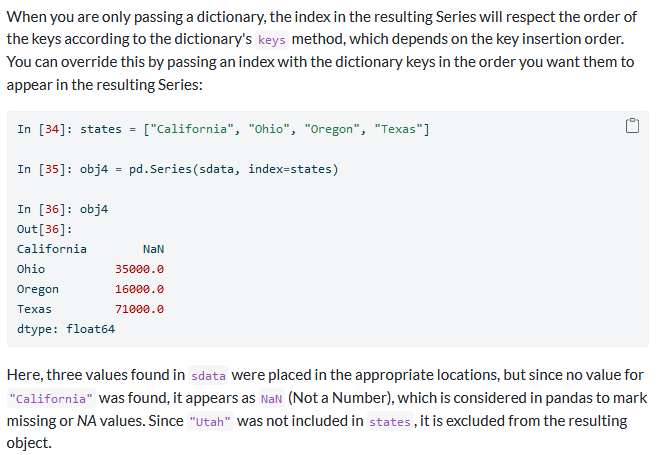 When you are only passing a dictionary, the index in the resulting Series will respect the order of
the keys according to the dictionary's keys method, which depends on the key insertion order.
You can override this by passing an index with the dictionary keys in the order you want them to
appear in the resulting Series:
In [34]: states = ["California", "Ohio", "Oregon", "Texas"]
In [35]: obj4 = pd.Series(sdata, index=states)
In [36]: obj4
Out[36]:
California        NaN
Ohio          35000.0
Oregon        16000.0
Texas         71000.0
dtype: float64
Here, three values found in sdata were placed in the appropriate locations, but since no value for
"California" was found, it appears as NaN (Not a Number), which is considered in pandas to mark
missing or NA values. Since "Utah" was not included in states, it is excluded from the resulting
object.